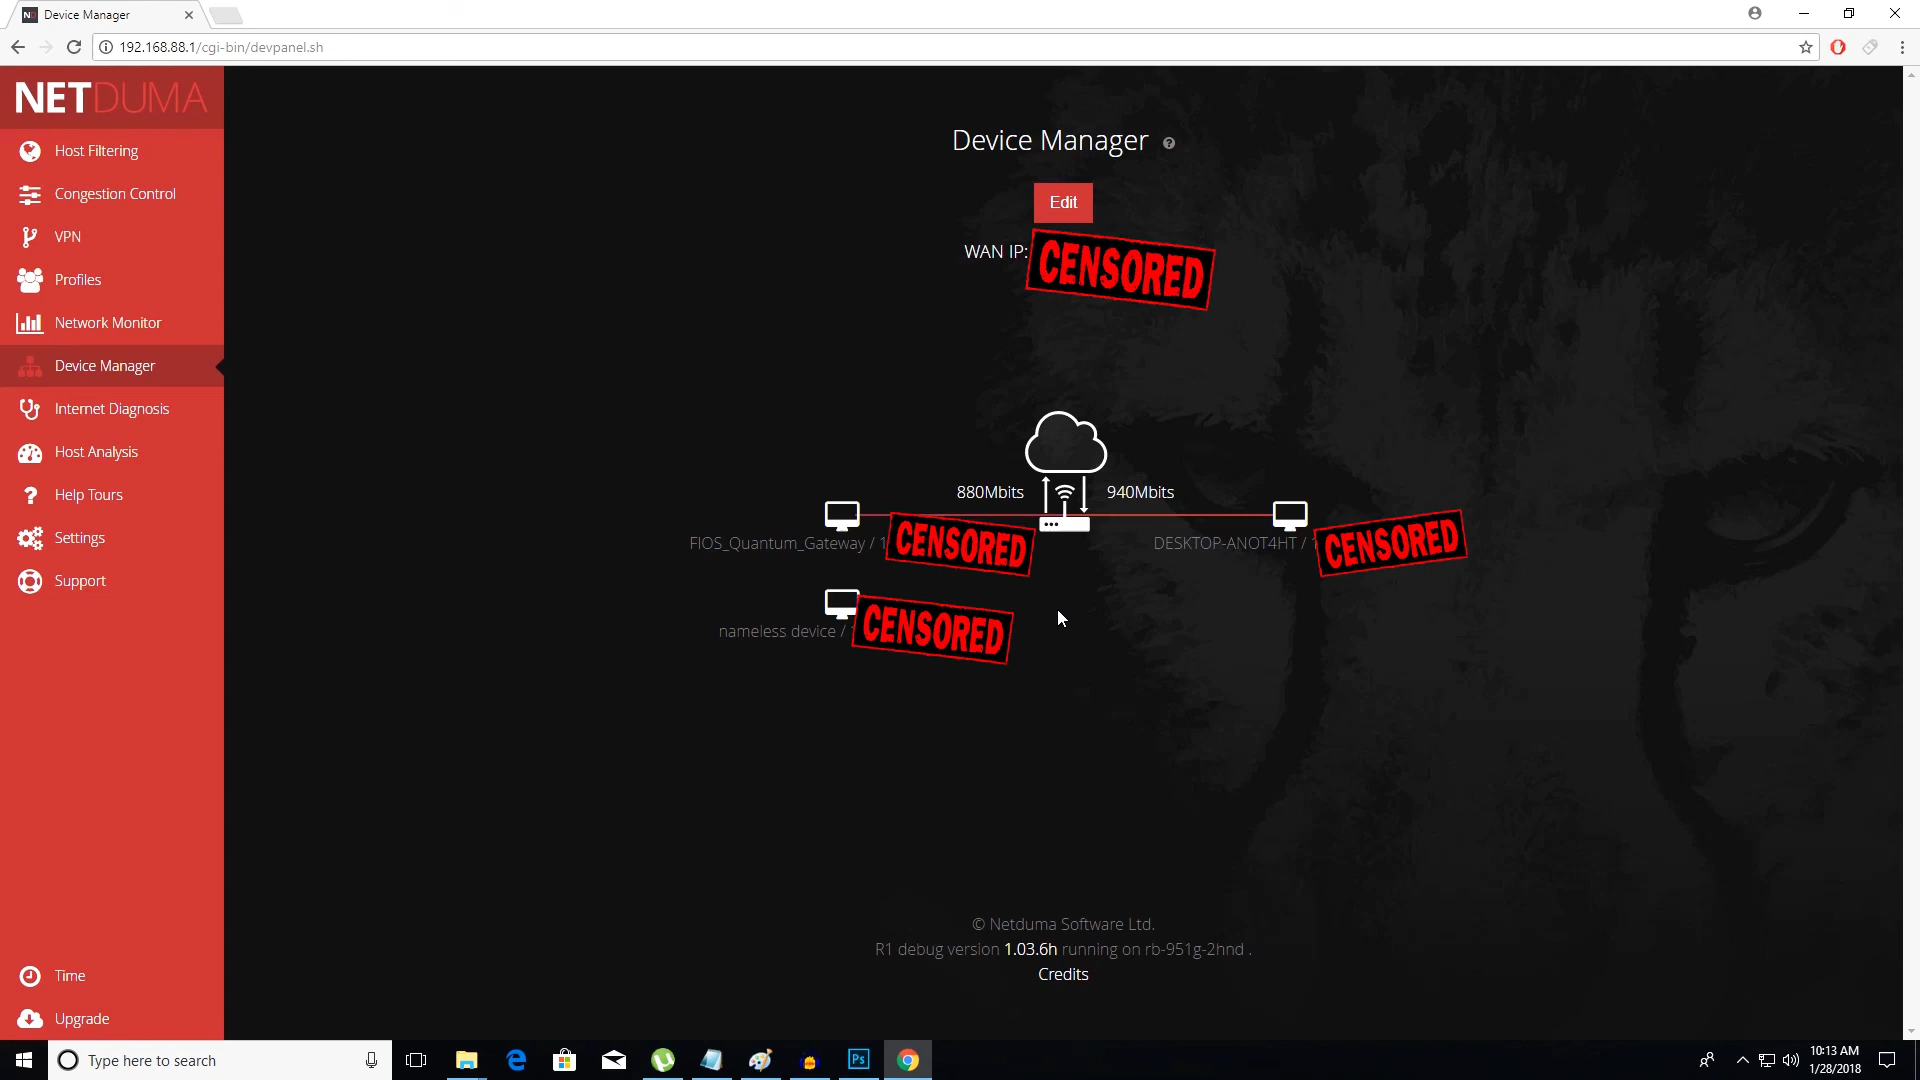 Device Manager
192.168.88.1/cgi-bin/devpanel.sh
NETDUMA
Host Filtering
Congestion Control
VPN
Profiles
Network Monitor
Device Manager
Internet Diagnosis
Host Analysis
Help Tours
Settings
Support
Time
Upgrade
Device Manager ?
Edit
WAN IP: CENSORED
880Mbits 940Mbits
FIOS_Quantum_Gateway / 1 CENSORED
DESKTOP-ANOT4HT / 1 CENSORED
nameless device / 1 CENSORED
© Netduma Software Ltd.
R1 debug version 1.03.6h running on rb-951g-2hnd .
Credits
Type here to search
Ps
10:13 AM
1/28/2018